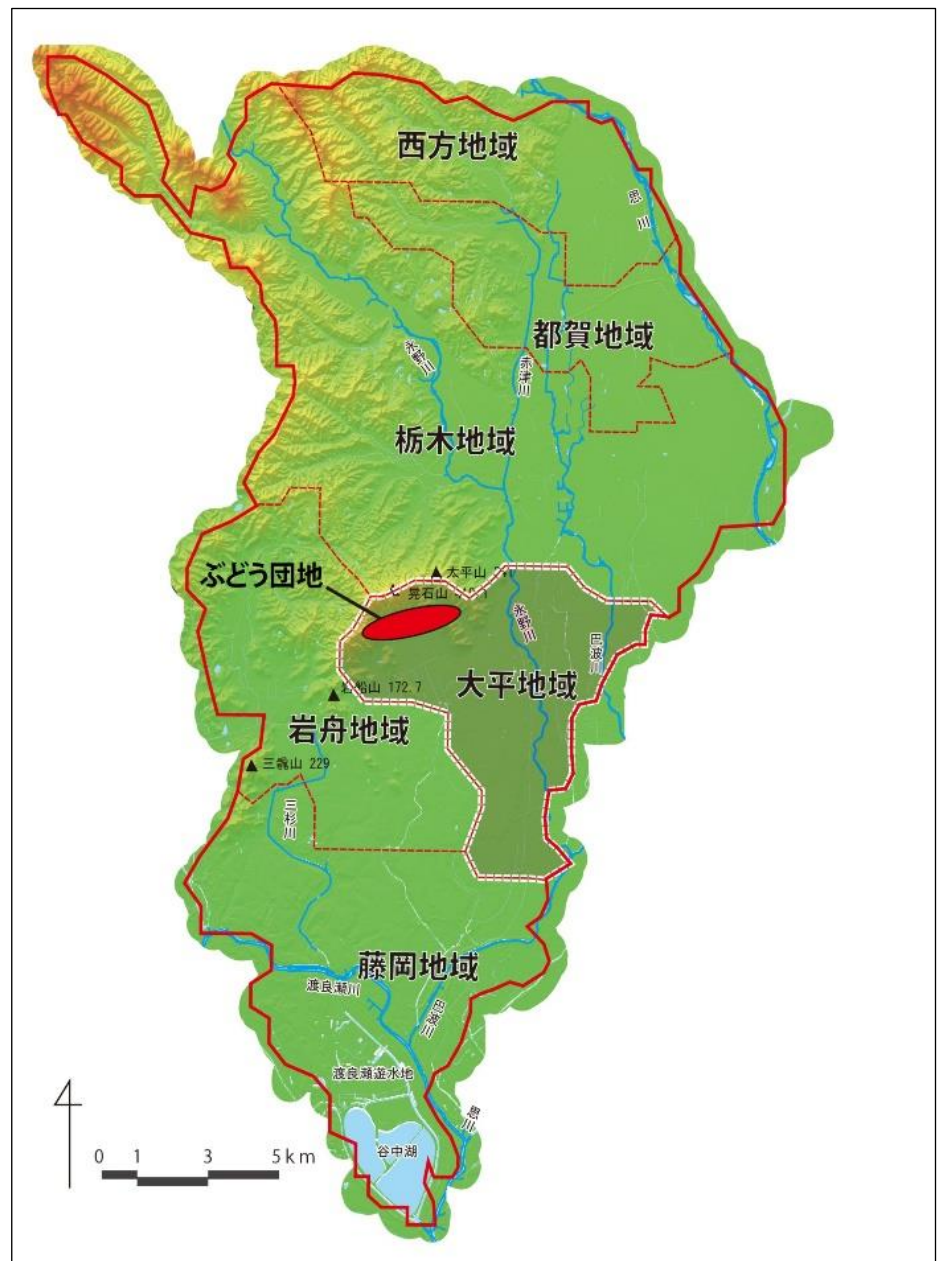 西方地域
思川
都賀地域
永野川
赤津川
栃木地域
ぶどう団地
太平山
晃石山
永野川
巴波川
大平地域
172.7
岩舟地域
三毳山 229
三杉川
藤岡地域
渡良瀬川
巴波川
渡良瀬遊水地
思川
谷中湖
0 1 3 5km